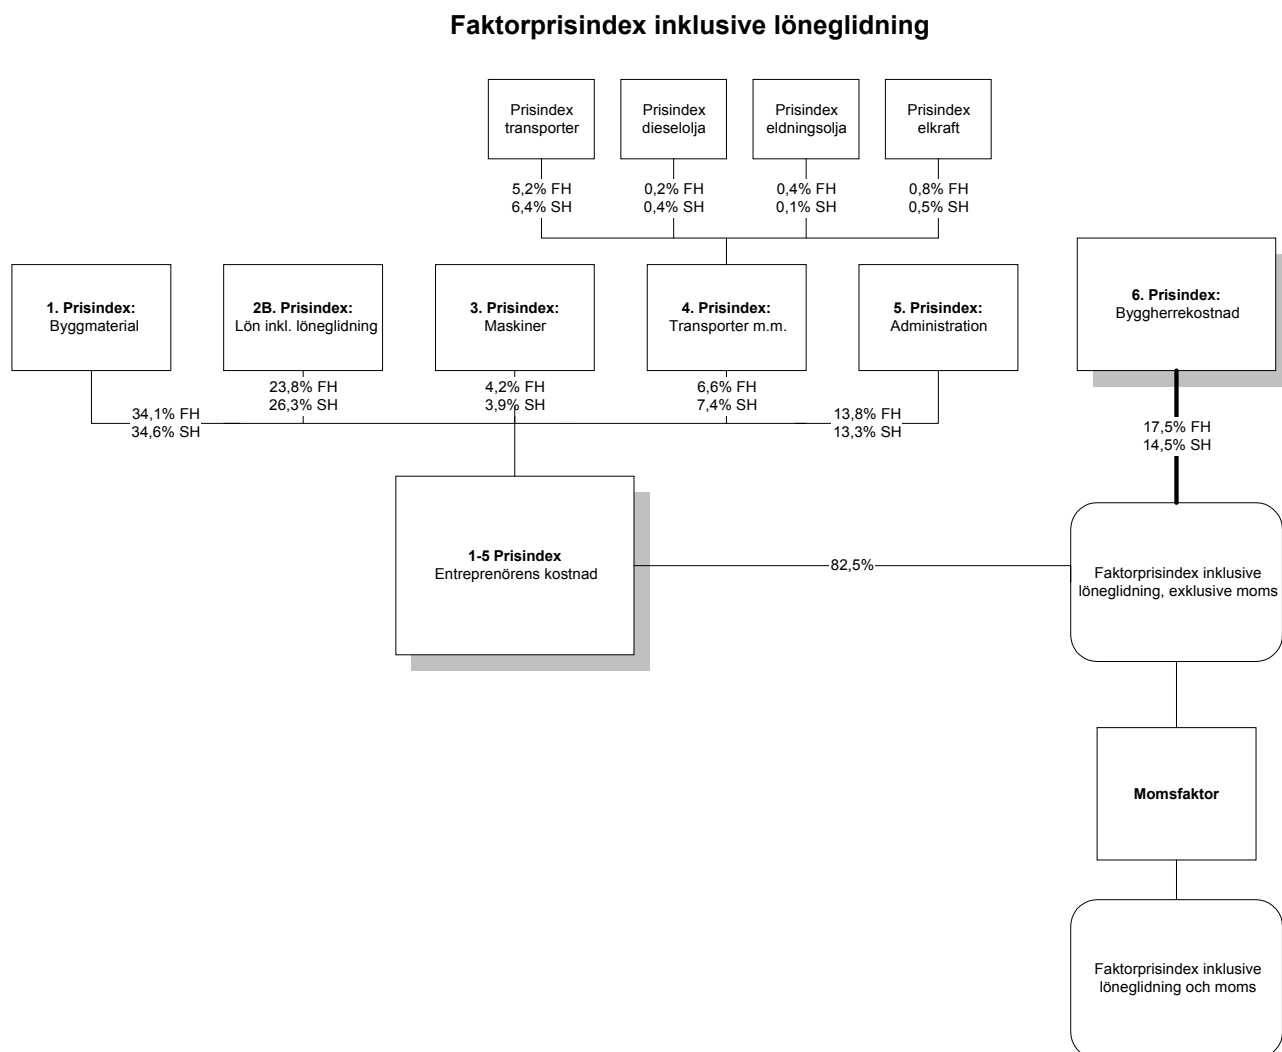 Faktorprisindex inklusive löneglidning
Prisindex
transporter
Prisindex
dieselolja
Prisindex
eldningsolja
Prisindex
elkraft
5,2% FH
6,4% SH
0,2% FH
0,4% SH
0,4% FH
0,1% SH
0,8% FH
0,5% SH
1. Prisindex:
Byggmaterial
2B. Prisindex:
Lön inkl. löneglidning
3. Prisindex:
Maskiner
4. Prisindex:
Transporter m.m.
5. Prisindex:
Administration
6. Prisindex:
Byggherrekostnad
34,1% FH
34,6% SH
23,8% FH
26,3% SH
4,2% FH
3,9% SH
6,6% FH
7,4% SH
13,8% FH
13,3% SH
17,5% FH
14,5% SH
1-5 Prisindex
Entreprenörens kostnad
82,5%
Faktorprisindex inklusive
löneglidning, exklusive moms
Momsfaktor
Faktorprisindex inklusive
löneglidning och moms